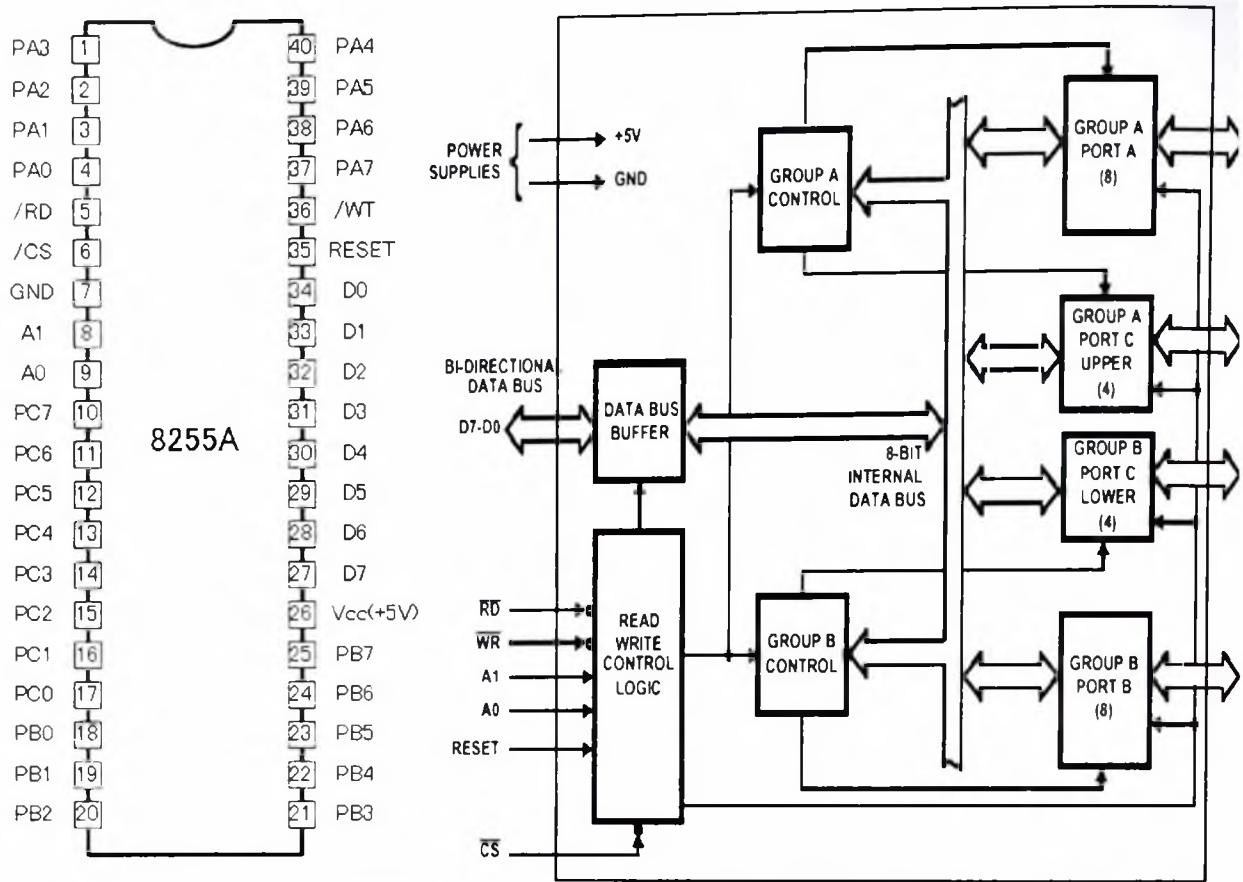 PA3 1 40 PA4
PA2 2 39 PA5
PA1 3 38 PA6
PA0 4 37 PA7
/RD 5 36 /WT
/CS 6 35 RESET
GND 7 34 D0
A1 8 33 D1
A0 9 32 D2
PC7 10 31 D3
PC6 11 30 D4
PC5 12 29 D5
PC4 13 28 D6
PC3 14 27 D7
PC2 15 26 Vcc(+5V)
PC1 16 25 PB7
PC0 17 24 PB6
PB0 18 23 PB5
PB1 19 22 PB4
PB2 20 21 PB3
8255A
POWER
SUPPLIES
+5V
GND
GROUP A
CONTROL
GROUP A
PORT A
(8)
GROUP A
PORT C
UPPER
(4)
BI-DIRECTIONAL
DATA BUS
D7-D0
DATA BUS
BUFFER
8-BIT
INTERNAL
DATA BUS
GROUP B
PORT C
LOWER
(4)
RD
WR
A1
A0
RESET
CS
READ
WRITE
CONTROL
LOGIC
GROUP B
CONTROL
GROUP B
PORT B
(8)